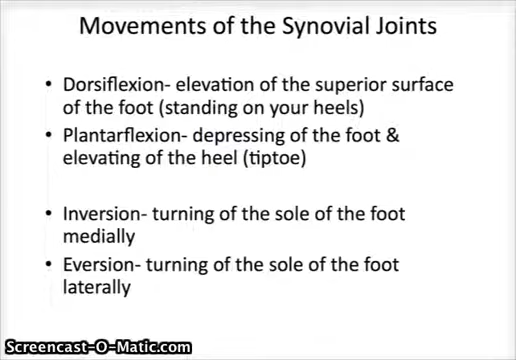 Movements of the Synovial Joints
• Dorsiflexion- elevation of the superior surface
of the foot (standing on your heels)
• Plantarflexion- depressing of the foot &
elevating of the heel (tiptoe)
• Inversion- turning of the sole of the foot
medially
• Eversion- turning of the sole of the foot
laterally
Screencast-O-Matic.com